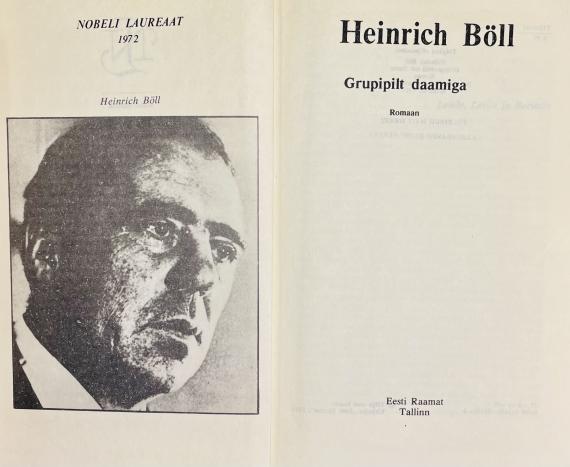 NOBELI LAUREAAT
1972
Heinrich Böll
Heinrich Böll
Grupipilt daamiga
Romaan
Eesti Raamat
Tallinn